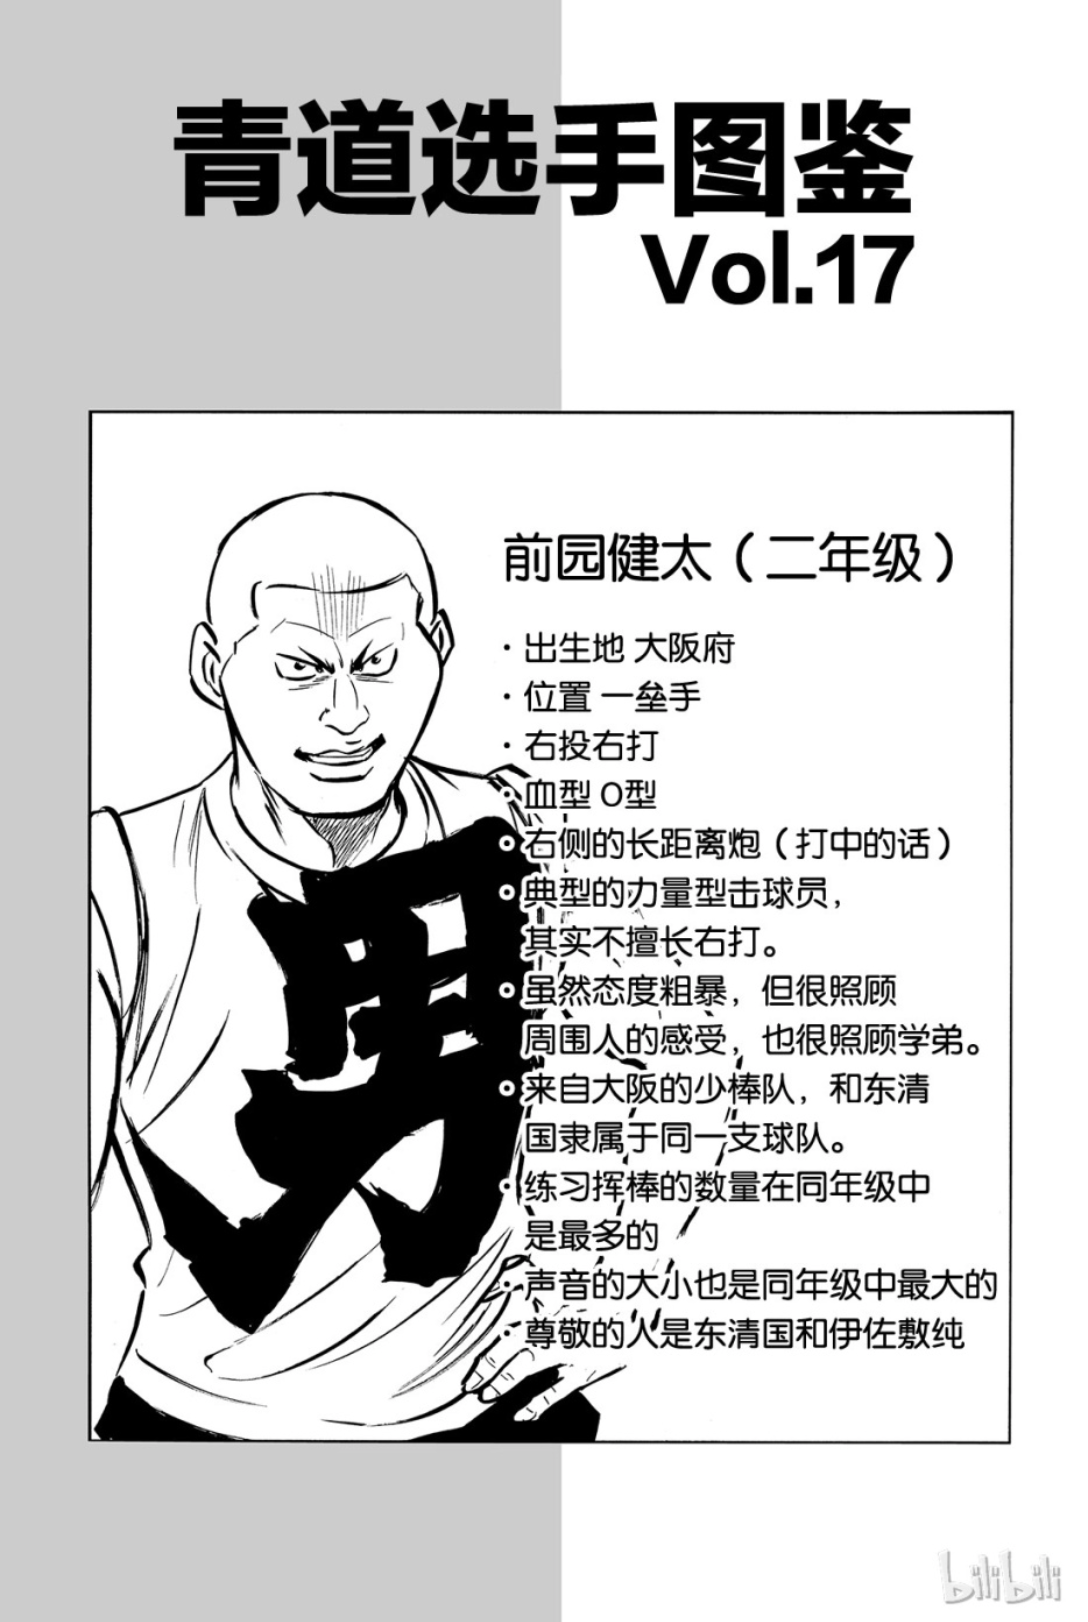 青道选手图鉴
Vol.17
前园健太（二年级）
· 出生地 大阪府
· 位置 一垒手
· 右投右打
· 血型 O型
· 右侧的长距离炮（打中的话）
· 典型的力量型击球员，
其实不擅长右打。
· 虽然态度粗暴，但很照顾
周围人的感受，也很照顾学弟。
· 来自大阪的少棒队，和东清
国隶属于同一支球队。
· 练习挥棒的数量在同年级中
是最多的
· 声音的大小也是同年级中最大的
· 尊敬的人是东清国和伊佐敷纯
男
bilibili